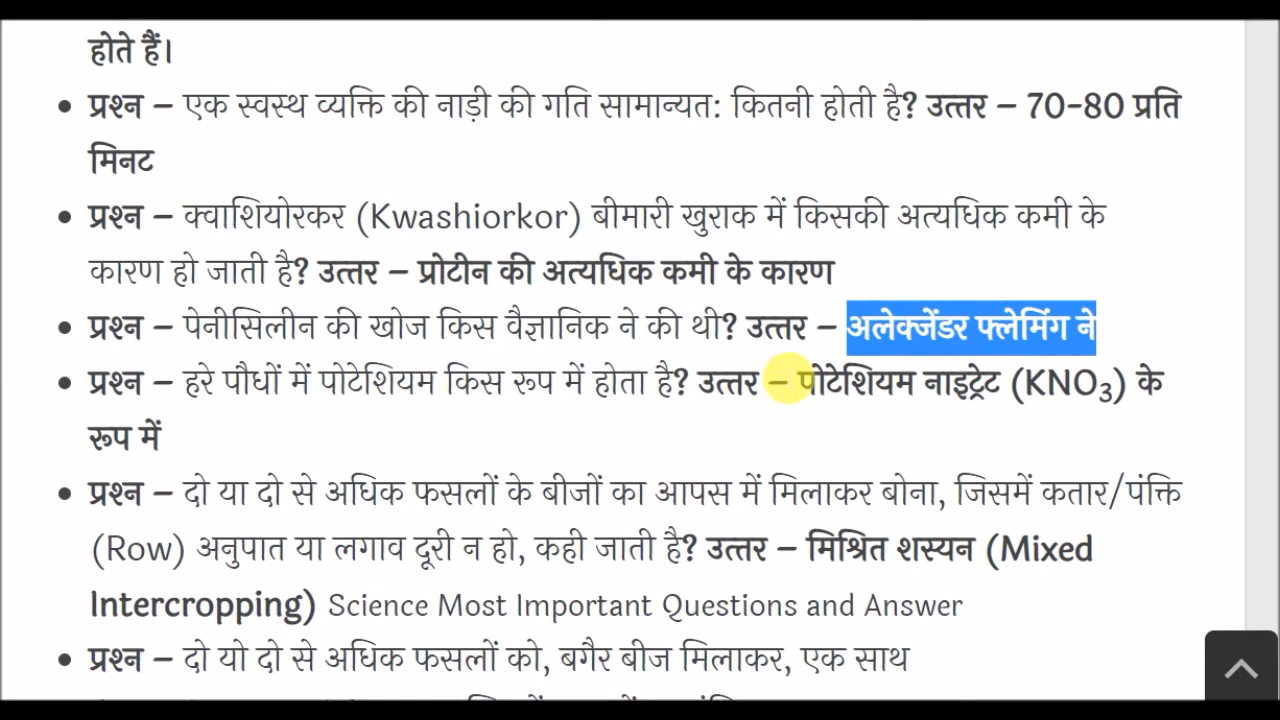 होते हैं।
प्रश्न – एक स्वस्थ व्यक्ति की नाड़ी की गति सामान्यत: कितनी होती है? उत्तर – 70-80 प्रति
मिनट
प्रश्न – क्वाशियोरकर (Kwashiorkor) बीमारी खुराक में किसकी अत्यधिक कमी के
कारण हो जाती है? उत्तर – प्रोटीन की अत्यधिक कमी के कारण
प्रश्न – पेनीसिलीन की खोज किस वैज्ञानिक ने की थी? उत्तर – अलेक्जेंडर फ्लेमिंग ने
प्रश्न – हरे पौधों में पोटेशियम किस रूप में होता है? उत्तर – पोटेशियम नाइट्रेट (KNO₃) के
रूप में
प्रश्न – दो या दो से अधिक फसलों के बीजों का आपस में मिलाकर बोना, जिसमें कतार/पंक्ति
(Row) अनुपात या लगाव दूरी न हो, कही जाती है? उत्तर – मिश्रित शस्यन (Mixed
Intercropping) Science Most Important Questions and Answer
प्रश्न – दो यो दो से अधिक फसलों को, बगैर बीज मिलाकर, एक साथ